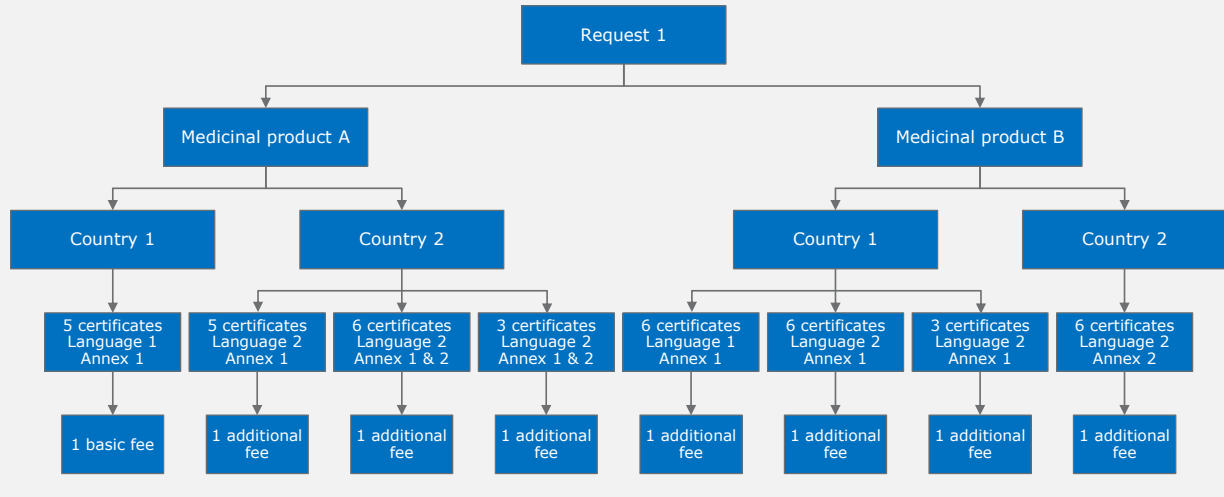 Request 1
Medicinal product A
Medicinal product B
Country 1
Country 2
Country 1
Country 2
5 certificates
Language 1
Annex 1
5 certificates
Language 2
Annex 1
6 certificates
Language 2
Annex 1 & 2
3 certificates
Language 2
Annex 1 & 2
6 certificates
Language 1
Annex 1
6 certificates
Language 2
Annex 1
3 certificates
Language 2
Annex 1
6 certificates
Language 2
Annex 2
1 basic fee
1 additional
fee
1 additional
fee
1 additional
fee
1 additional
fee
1 additional
fee
1 additional
fee
1 additional
fee